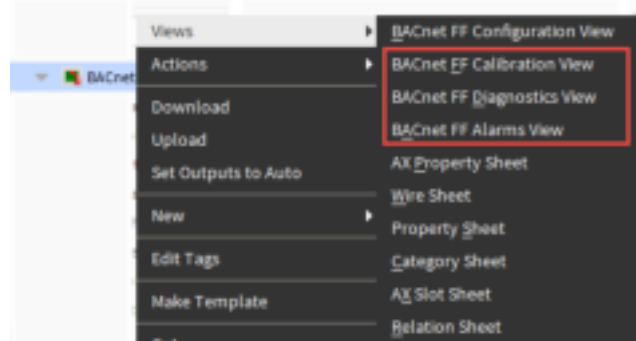 Views
Actions
BACnet
Download
Upload
Set Outputs to Auto
New
Edit Tags
Make Template
BACnet FF Configuration View
BACnet FF Calibration View
BACnet FF Diagnostics View
BACnet FF Alarms View
AX Property Sheet
Wire Sheet
Property Sheet
Category Sheet
AX Slot Sheet
Relation Sheet